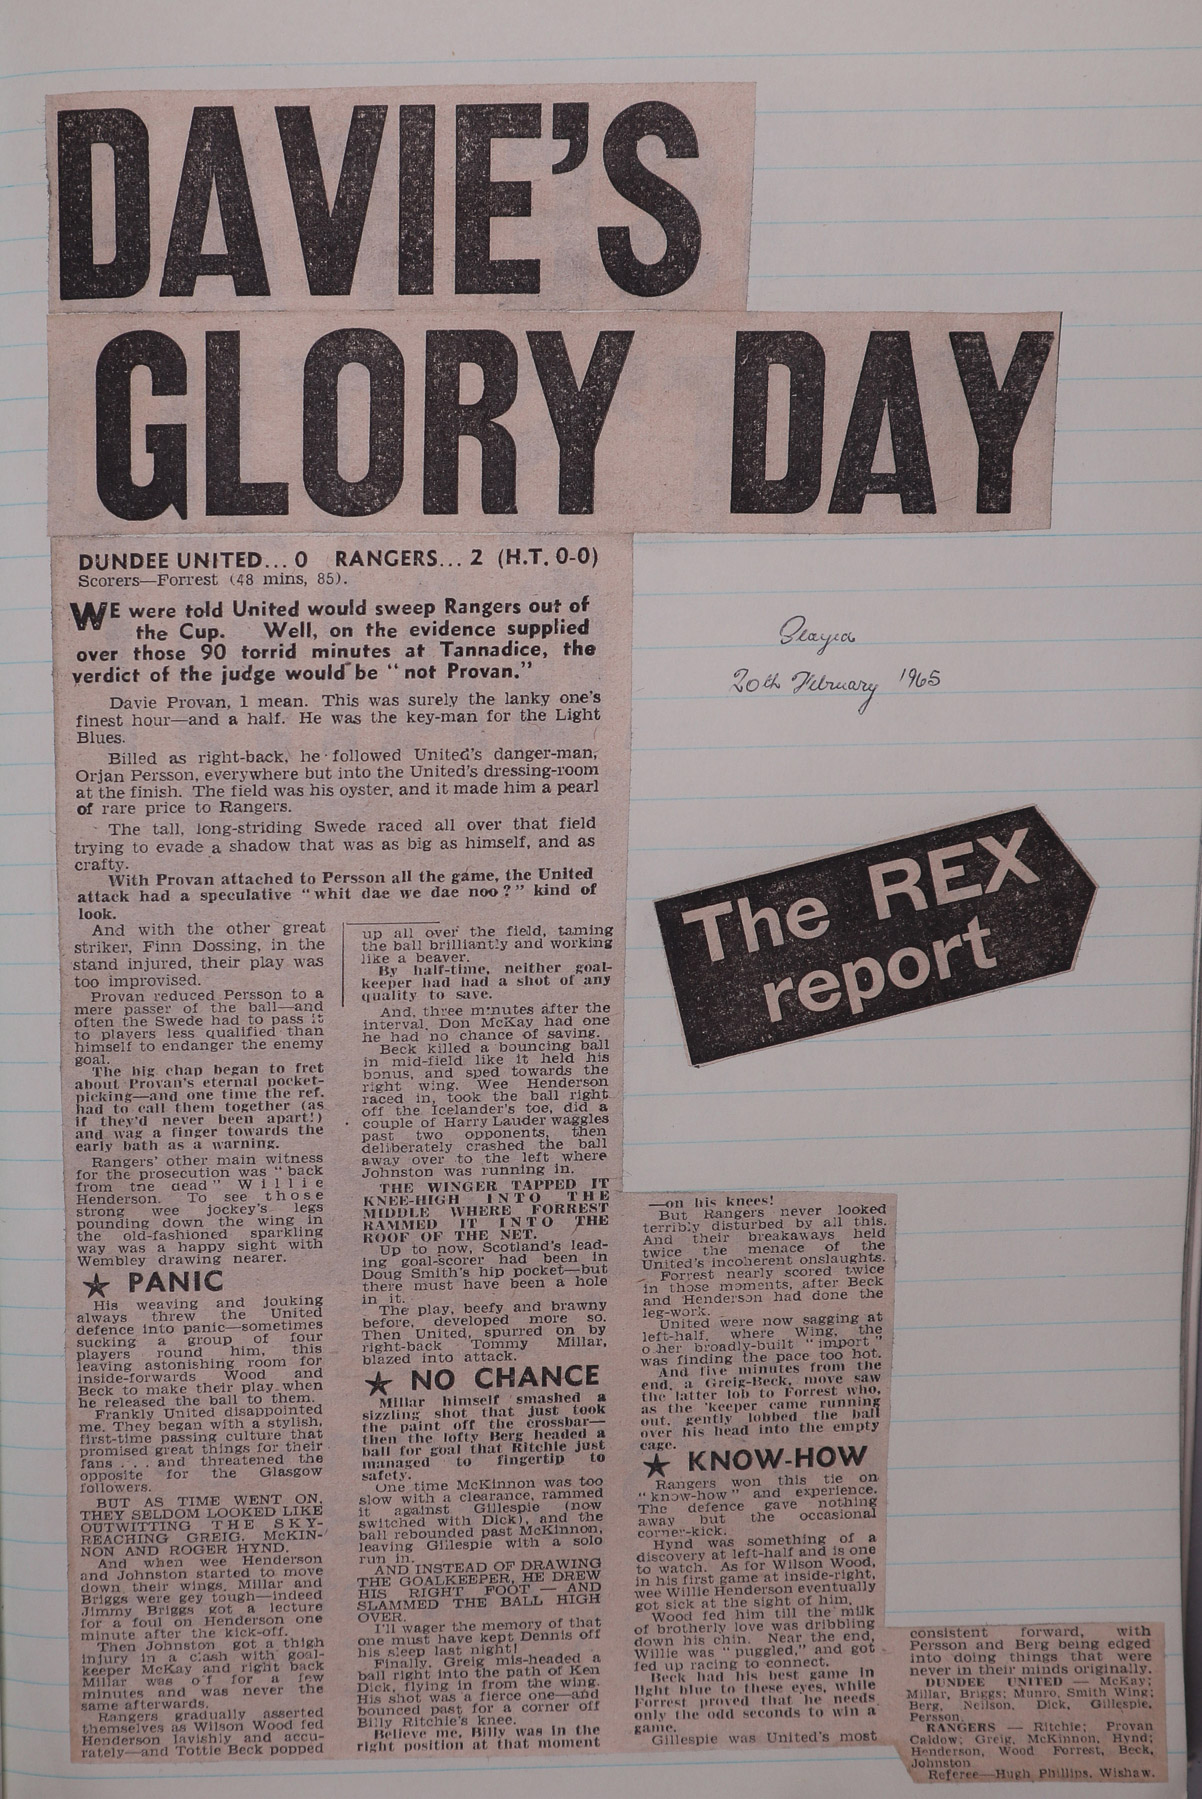 DAVIE'S
GLORY DAY
DUNDEE UNITED... 0 RANGERS... 2 (H.T. 0-0)
Scorers—Forrest (48 mins, 85).
WE were told United would sweep Rangers out of
the Cup. Well, on the evidence supplied
over those 90 torrid minutes at Tannadice, the
verdict of the judge would be "not Provan."
Davie Provan, I mean. This was surely the lanky one's
finest hour—and a half. He was the key-man for the Light
Blues.
Billed as right-back, he followed United's danger-man,
Orjan Persson, everywhere but into the United's dressing-room
at the finish. The field was his oyster, and it made him a pearl
of rare price to Rangers.
The tall, long-striding Swede raced all over that field
trying to evade a shadow that was as big as himself, and as
crafty.
With Provan attached to Persson all the game, the United
attack had a speculative "whit dae we dae noo?" kind of
look.
And with the other great
striker, Finn Dossing, in the
stand injured, their play was
too improvised.
Provan reduced Persson to a
mere passer of the ball—and
often the Swede had to pass it
to players less qualified than
himself to endanger the enemy
goal.
The big chap began to fret
about Provan's eternal pocket-
picking—and one time the ref.
had to call them together (as
if they'd never been apart!)
and wag a finger towards the
early bath as a warning.
Rangers' other main witness
for the prosecution was "back
from the dead" Willie
Henderson. To see those
strong wee jockey's legs
pounding down the wing in
the old-fashioned sparkling
way was a happy sight with
Wembley drawing nearer.
★ PANIC
His weaving and jouking
always threw the United
defence into panic—sometimes
sucking a group of four
players round him, this
leaving astonishing room for
inside-forwards Wood and
Beck to make their play when
he released the ball to them.
Frankly United disappointed
me. They began with a stylish,
first-time passing culture that
promised great things for their
fans . . . and threatened the
opposite for the Glasgow
followers.
BUT AS TIME WENT ON,
THEY SELDOM LOOKED LIKE
OUTWITTING THE SKY-
REACHING GREIG, McKIN-
NON AND ROGER HYND.
And when wee Henderson
and Johnston started to move
down their wings, Millar and
Briggs were gey tough—indeed
Jimmy Briggs got a lecture
for a foul on Henderson one
minute after the kick-off.
Then Johnston got a thigh
injury in a clash with goal-
keeper McKay and right back
Millar was off for a few
minutes and was never the
same afterwards.
Rangers gradually asserted
themselves as Wilson Wood fed
Henderson lavishly and accu-
rately—and Tottie Beck popped
up all over the field, taming
the ball brilliantly and working
like a beaver.
By half-time, neither goal-
keeper had had a shot of any
quality to save.
And, three minutes after the
interval, Don McKay had one
he had no chance of saving.
Beck killed a bouncing ball
in mid-field like it held his
bonus, and sped towards the
right wing. Wee Henderson
raced in, took the ball right
off the Icelander's toe, did a
couple of Harry Lauder waggles
past two opponents, then
deliberately crashed the ball
away over to the left where
Johnston was running in.
THE WINGER TAPPED IT
KNEE-HIGH INTO THE
MIDDLE WHERE FORREST
RAMMED IT INTO THE
ROOF OF THE NET.
Up to now, Scotland's lead-
ing goal-scorer had been in
Doug Smith's hip pocket—but
there must have been a hole
in it.
The play, beefy and brawny
before, developed more so.
Then United, spurred on by
right-back Tommy Millar,
blazed into attack.
★ NO CHANCE
Millar himself smashed a
sizzling shot that just took
the paint off the crossbar—
then the lofty Berg headed a
ball for goal that Ritchie just
managed to fingertip to
safety.
One time McKinnon was too
slow with a clearance, rammed
it against Gillespie (now
switched with Dick), and the
ball rebounded past McKinnon,
leaving Gillespie with a solo
run in.
AND INSTEAD OF DRAWING
THE GOALKEEPER, HE DREW
HIS RIGHT FOOT — AND
SLAMMED THE BALL HIGH
OVER.
I'll wager the memory of that
one must have kept Dennis off
his sleep last night!
Finally, Greig mis-headed a
ball right into the path of Ken
Dick, flying in from the wing.
His shot was a fierce one—and
bounced past for a corner off
Billy Ritchie's knee.
Believe me, Billy was in the
right position at that moment
—on his knees!
But Rangers never looked
terribly disturbed by all this.
And their breakaways held
twice the menace of the
United's incoherent onslaughts.
Forrest nearly scored twice
in those moments, after Beck
and Henderson had done the
leg-work.
United were now sagging at
left-half, where Wing, the
o her broadly-built "import"
was finding the pace too hot.
And five minutes from the
end, a Greig-Beck, move saw
the latter lob to Forrest who,
as the 'keeper came running
out, gently lobbed the ball
over his head into the empty
cage.
★ KNOW-HOW
Rangers won this tie on
"know-how" and experience.
The defence gave nothing
away but the occasional
corner-kick.
Hynd was something of a
discovery at left-half and is one
to watch. As for Wilson Wood,
in his first game at inside-right,
wee Willie Henderson eventually
got sick at the sight of him.
Wood fed him till the milk
of brotherly love was dribbling
down his chin. Near the end,
Willie was "puggled," and got
fed up racing to connect.
Beck had his best game in
light blue to these eyes, while
Forrest proved that he needs
only the odd seconds to win a
game.
Gillespie was United's most
consistent forward, with
Persson and Berg being edged
into doing things that were
never in their minds originally.
DUNDEE UNITED — McKay;
Millar, Briggs; Munro, Smith Wing;
Berg, Neilson, Dick, Gillespie,
Persson.
RANGERS — Ritchie; Provan
Caldow; Greig, McKinnon, Hynd;
Henderson, Wood Forrest, Beck,
Johnston
Referee—Hugh Phillips, Wishaw.
Played
20th February 1965
The REX
report